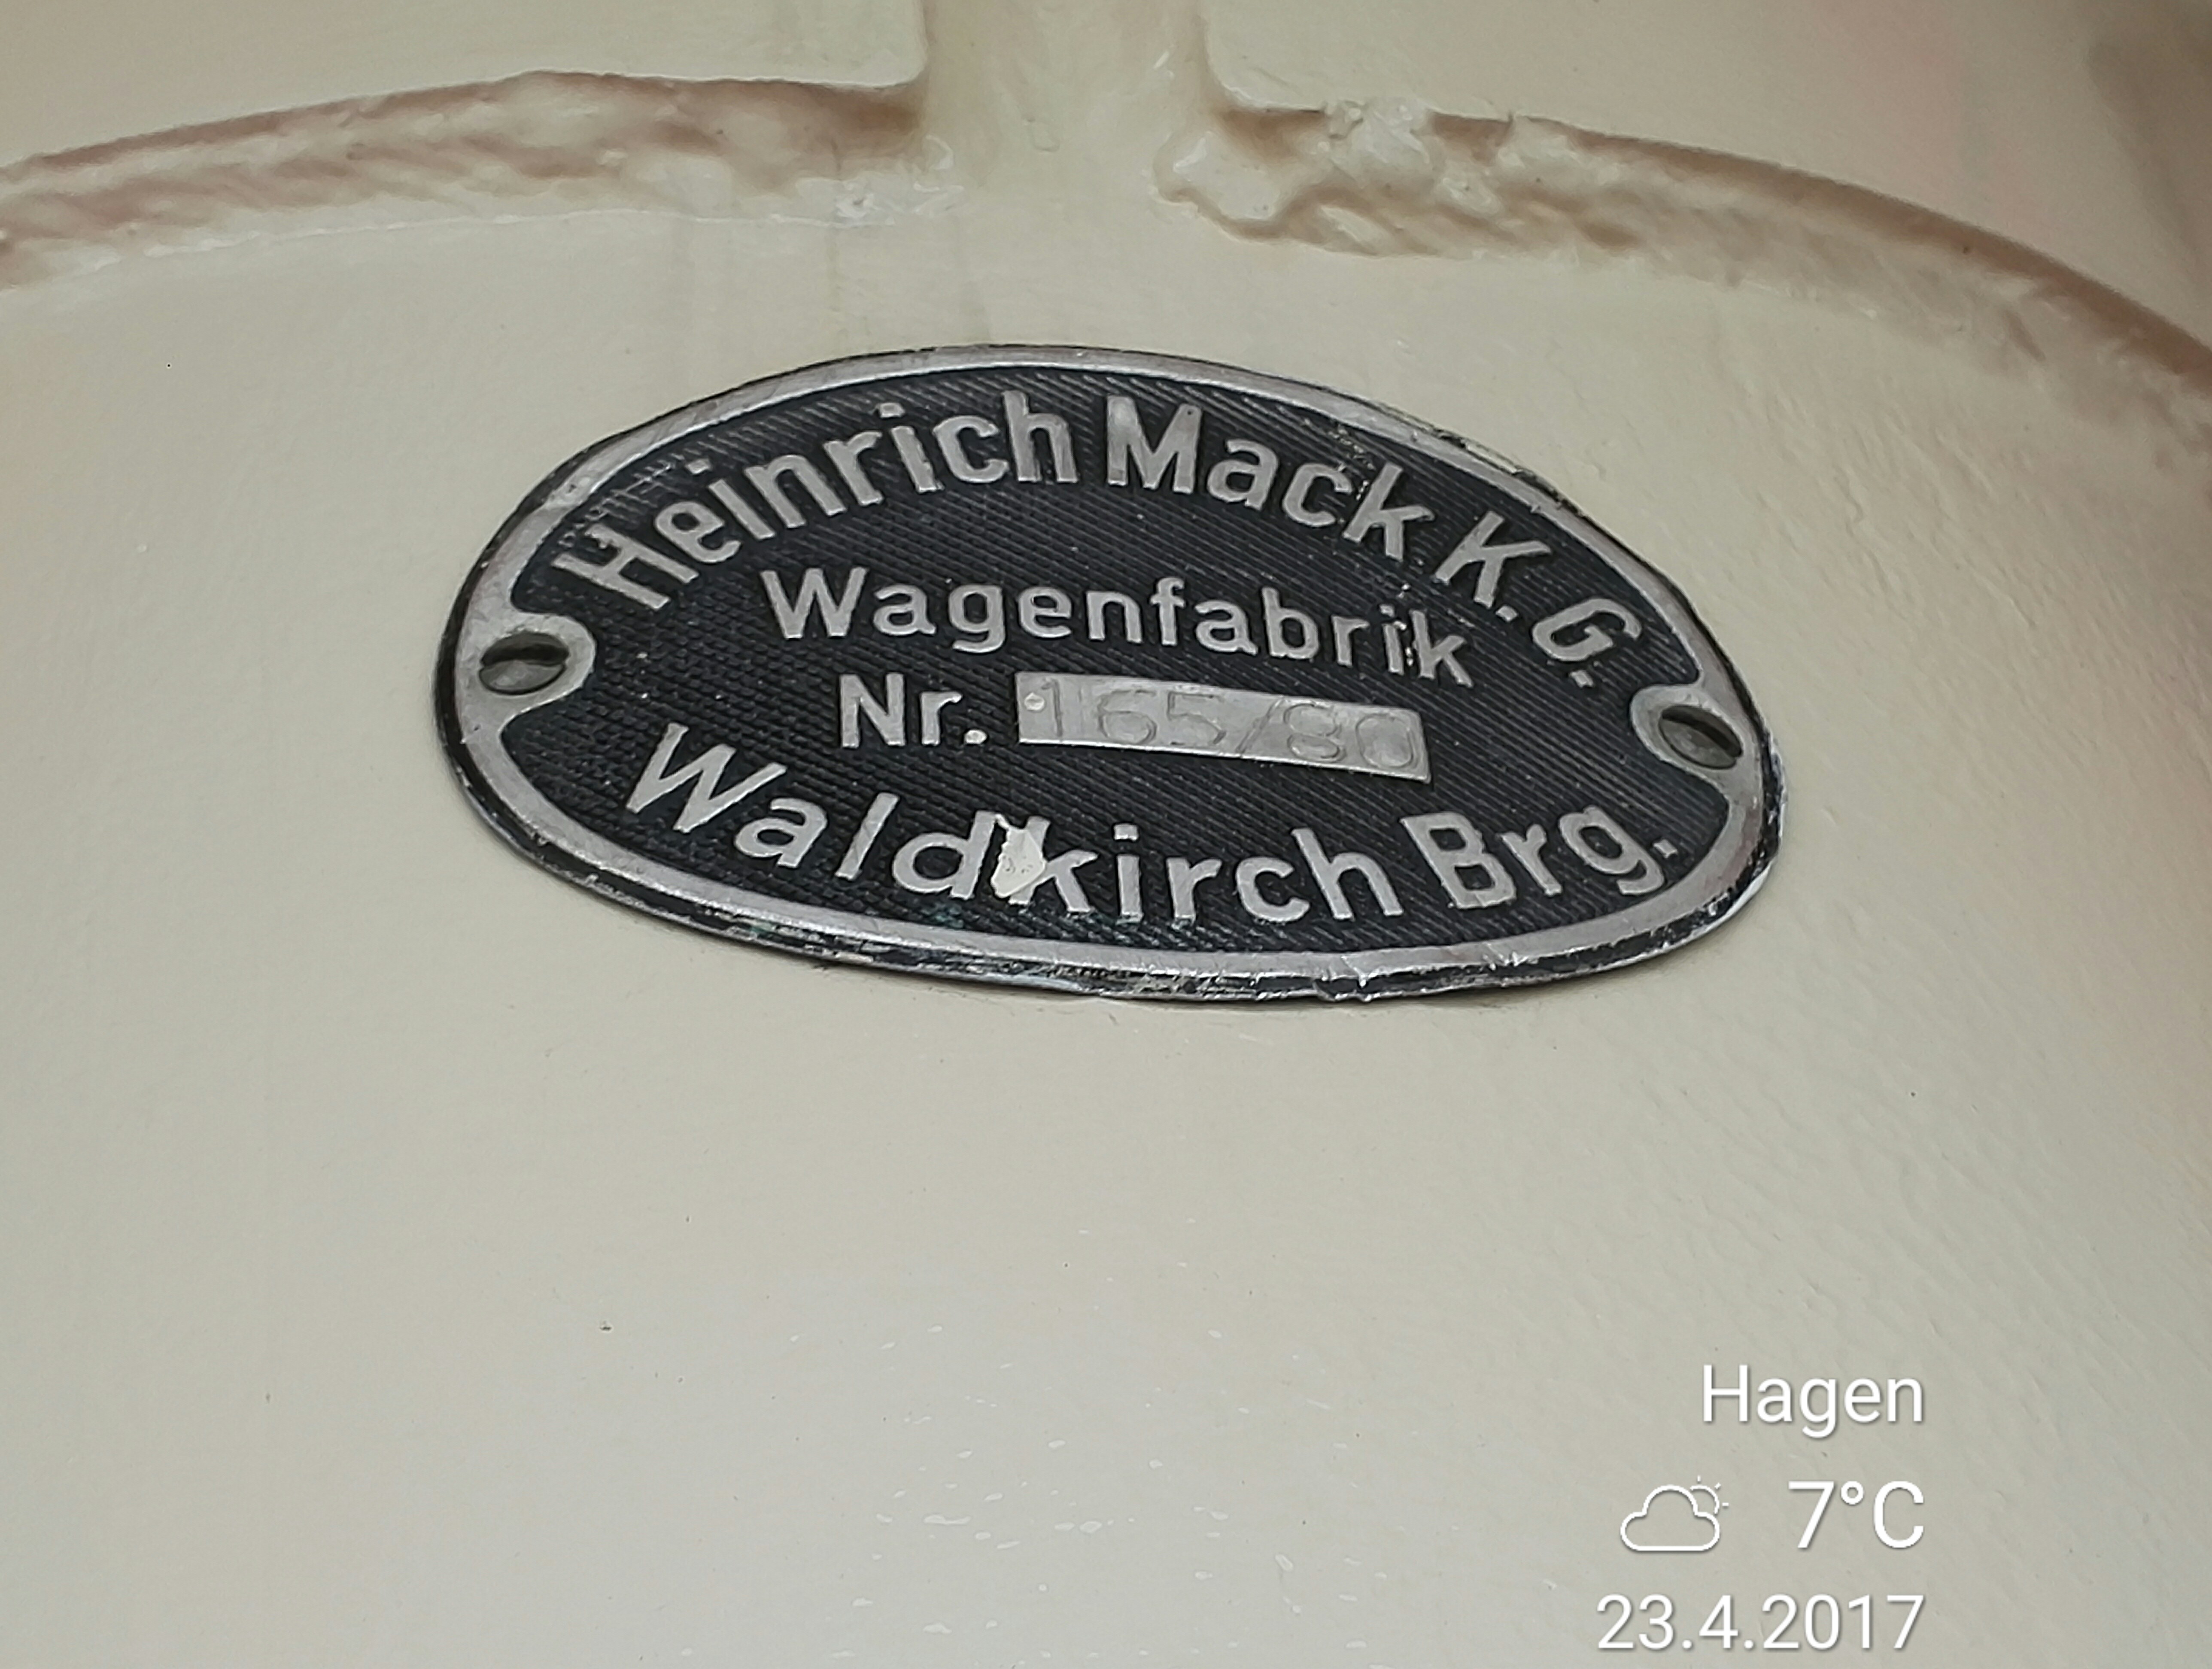 Heinrich Mack K. G.
Wagenfabrik
Nr. 165/80
Waldkirch Brg.
Hagen
7°C
23.4.2017